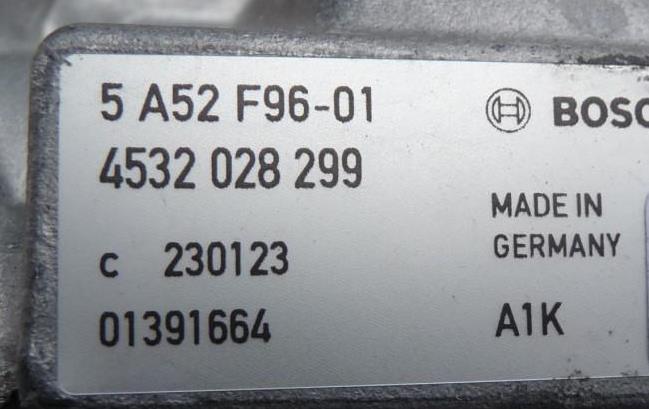 5 A52 F96-01
4532 028 299
c 230123
01391664
BOSC
MADE IN
GERMANY
A1K